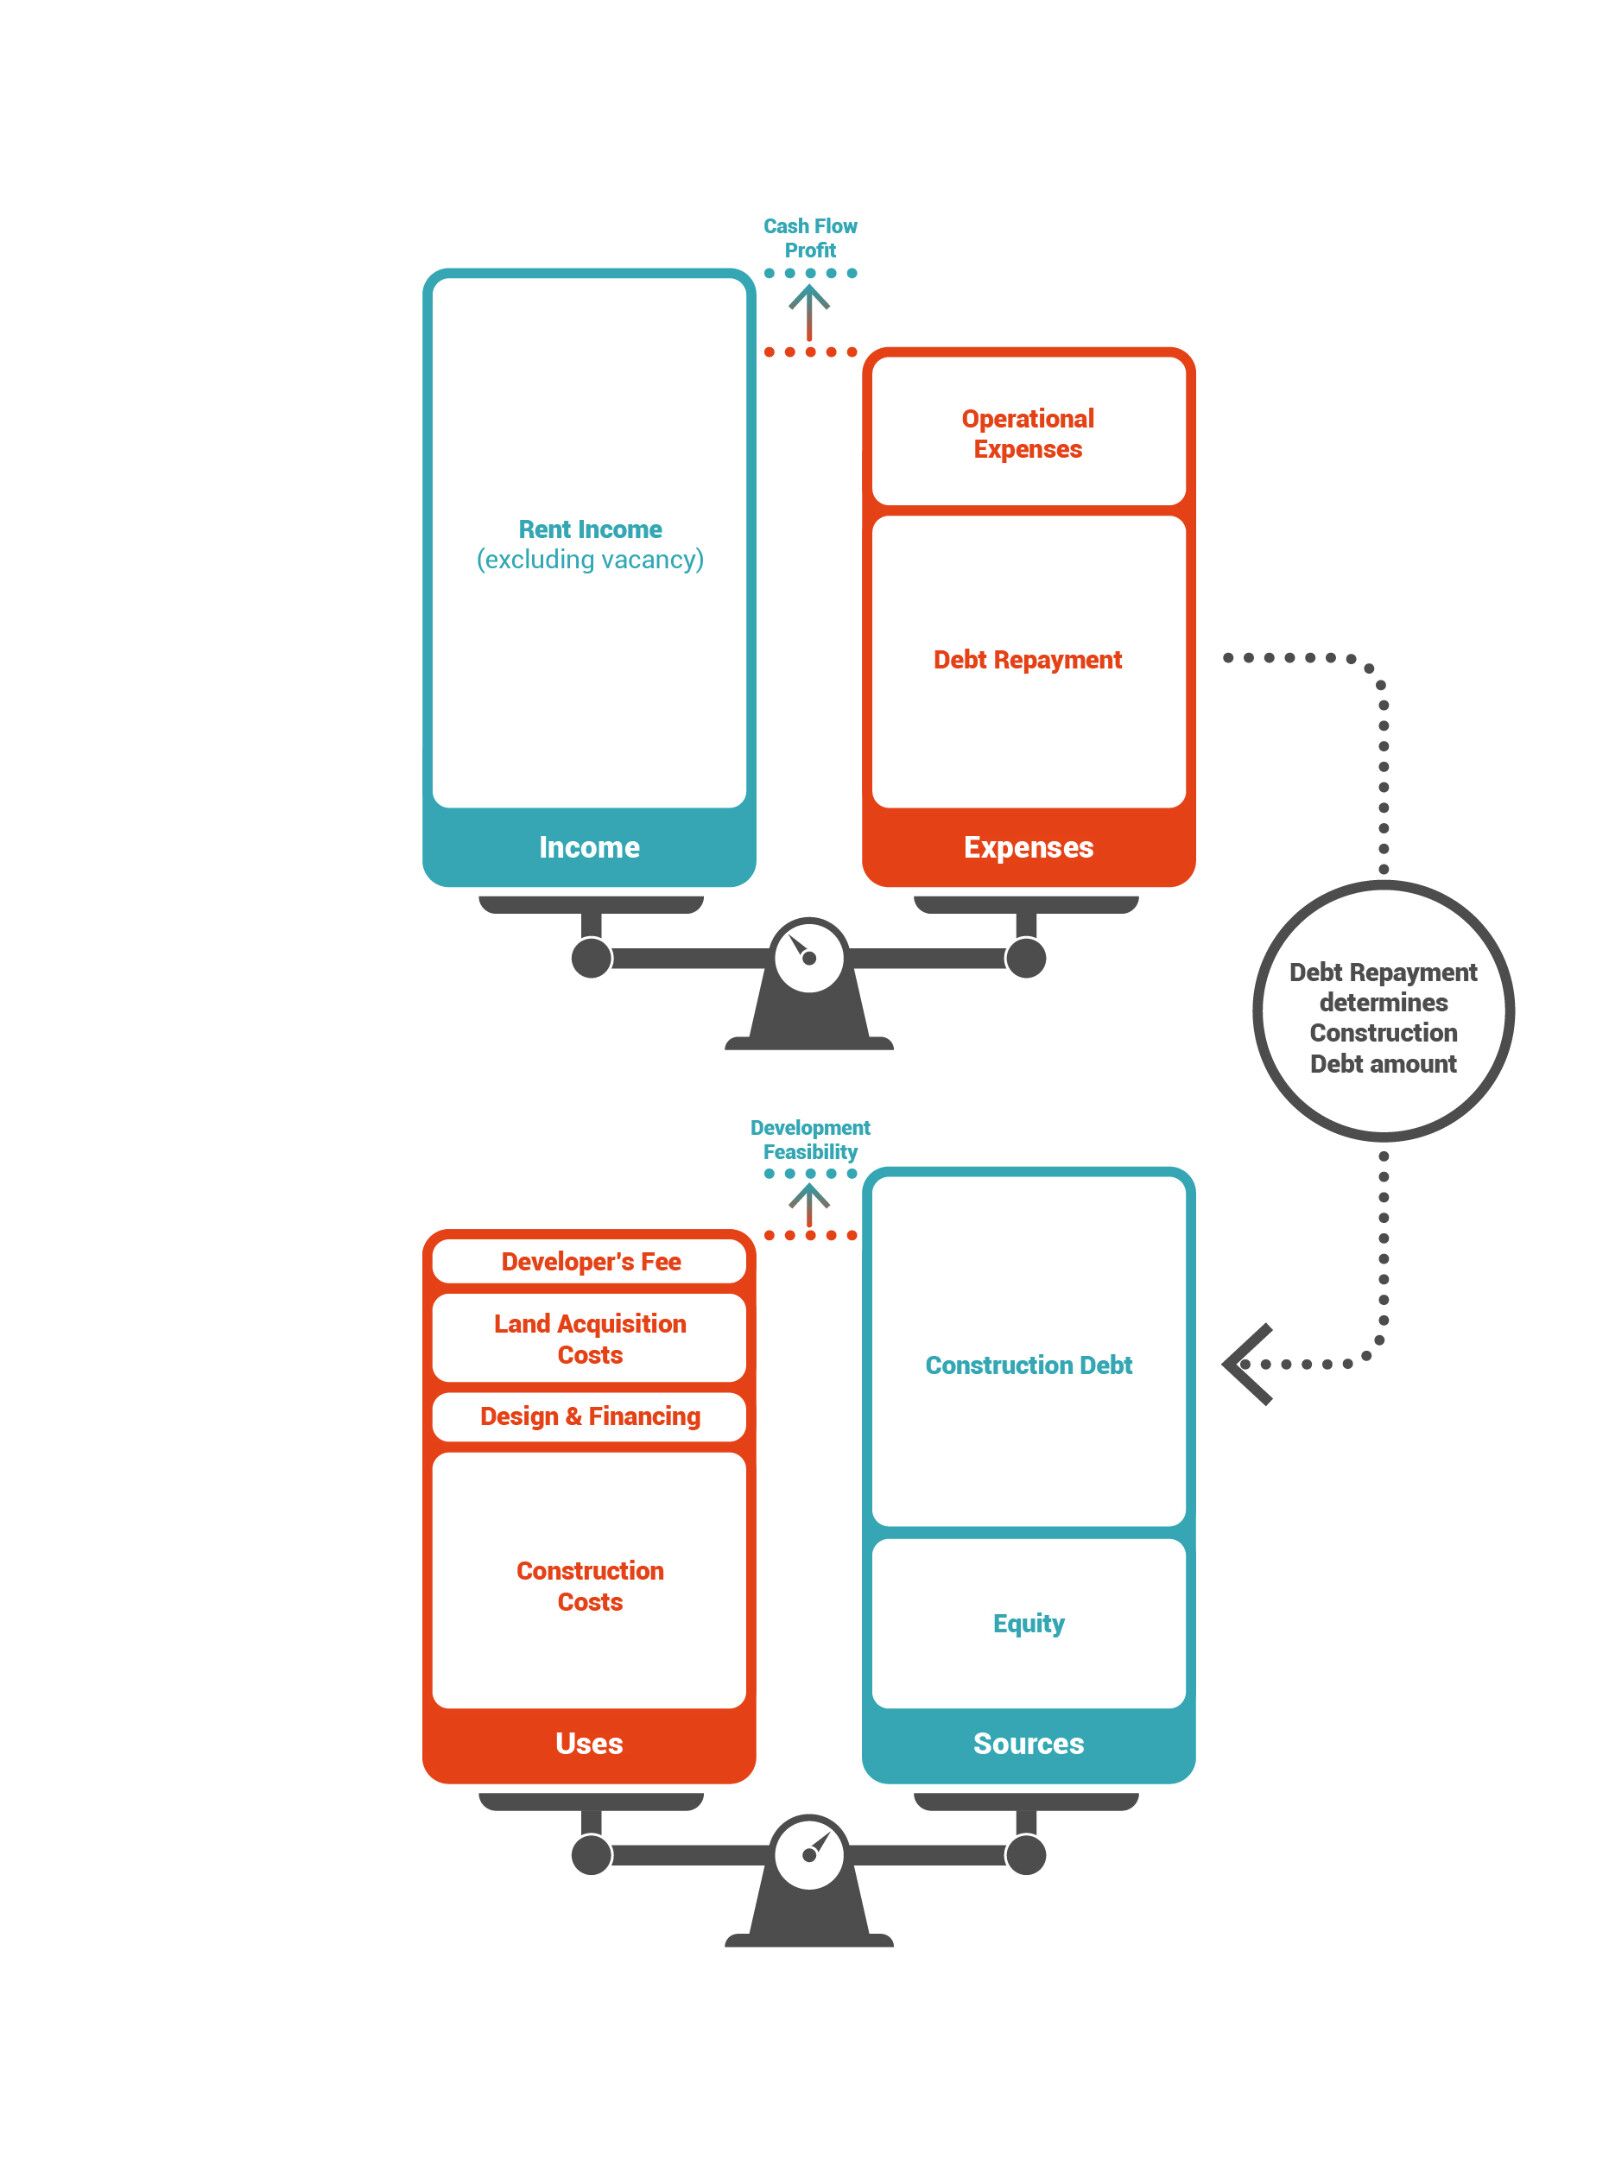 Cash Flow
Profit
Rent Income
(excluding vacancy)
Income
Operational
Expenses
Debt Repayment
Expenses
Debt Repayment
determines
Construction
Debt amount
Development
Feasibility
Developer's Fee
Land Acquisition
Costs
Design & Financing
Construction
Costs
Uses
Construction Debt
Equity
Sources